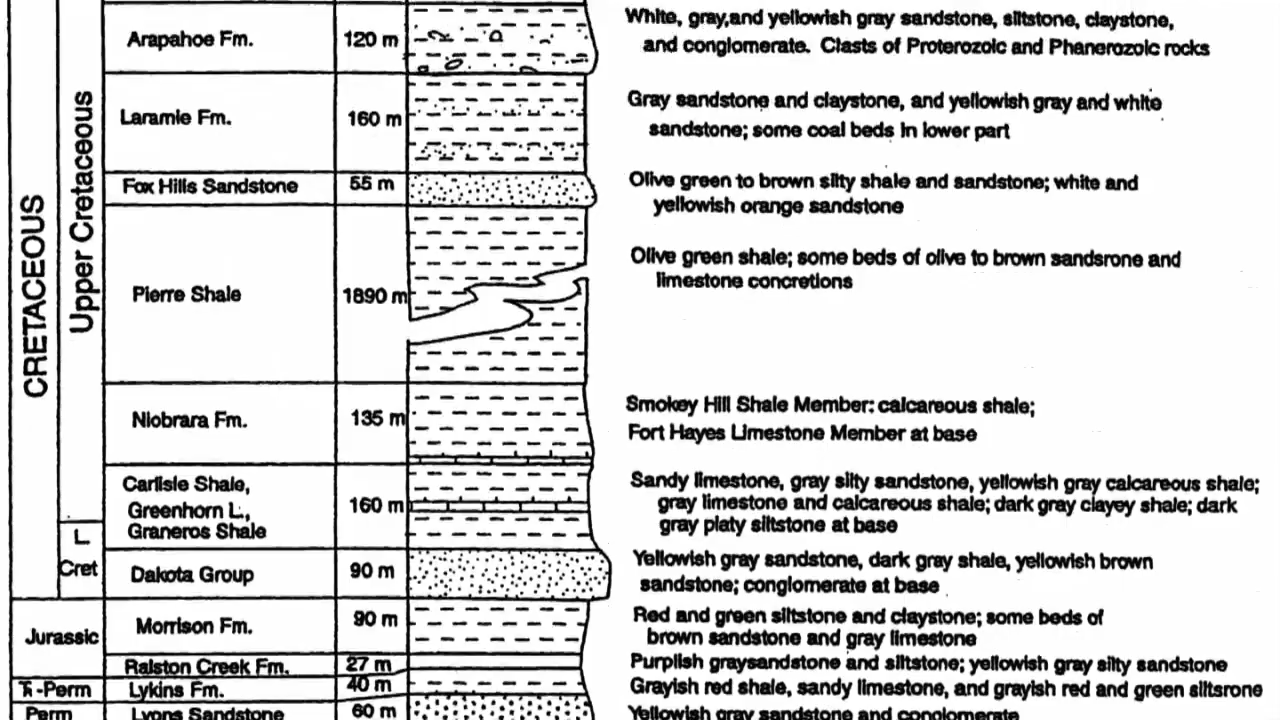 CRETACEOUS
Upper Cretaceous
Arapahoe Fm. 120 m White, gray,and yellowish gray sandstone, siltstone, claystone,
and conglomerate. Clasts of Proterozoic and Phanerozoic rocks
Laramie Fm. 160 m Gray sandstone and claystone, and yellowish gray and white
sandstone; some coal beds in lower part
Fox Hills Sandstone 55 m Olive green to brown silty shale and sandstone; white and
yellowish orange sandstone
Pierre Shale 1890 m Olive green shale; some beds of olive to brown sandsrone and
limestone concretions
Niobrara Fm. 135 m Smokey Hill Shale Member: calcareous shale;
Fort Hayes Limestone Member at base
Carlisle Shale,
Greenhorn L.,
Graneros Shale
160 m
Sandy limestone, gray silty sandstone, yellowish gray calcareous shale;
gray limestone and calcareous shale; dark gray clayey shale; dark
gray platy siltstone at base
L
Cret
Dakota Group 90 m Yellowish gray sandstone, dark gray shale, yellowish brown
sandstone; conglomerate at base
Jurassic
Morrison Fm. 90 m Red and green siltstone and claystone; some beds of
brown sandstone and gray limestone
Ralston Creek Fm. 27 m Purplish graysandstone and siltstone; yellowish gray silty sandstone
Ꞃ-Perm Lykins Fm. 40 m Grayish red shale, sandy limestone, and grayish red and green siltsrone
Perm Lyons Sandstone 60 m Yellowish gray sandstone and conglomerate